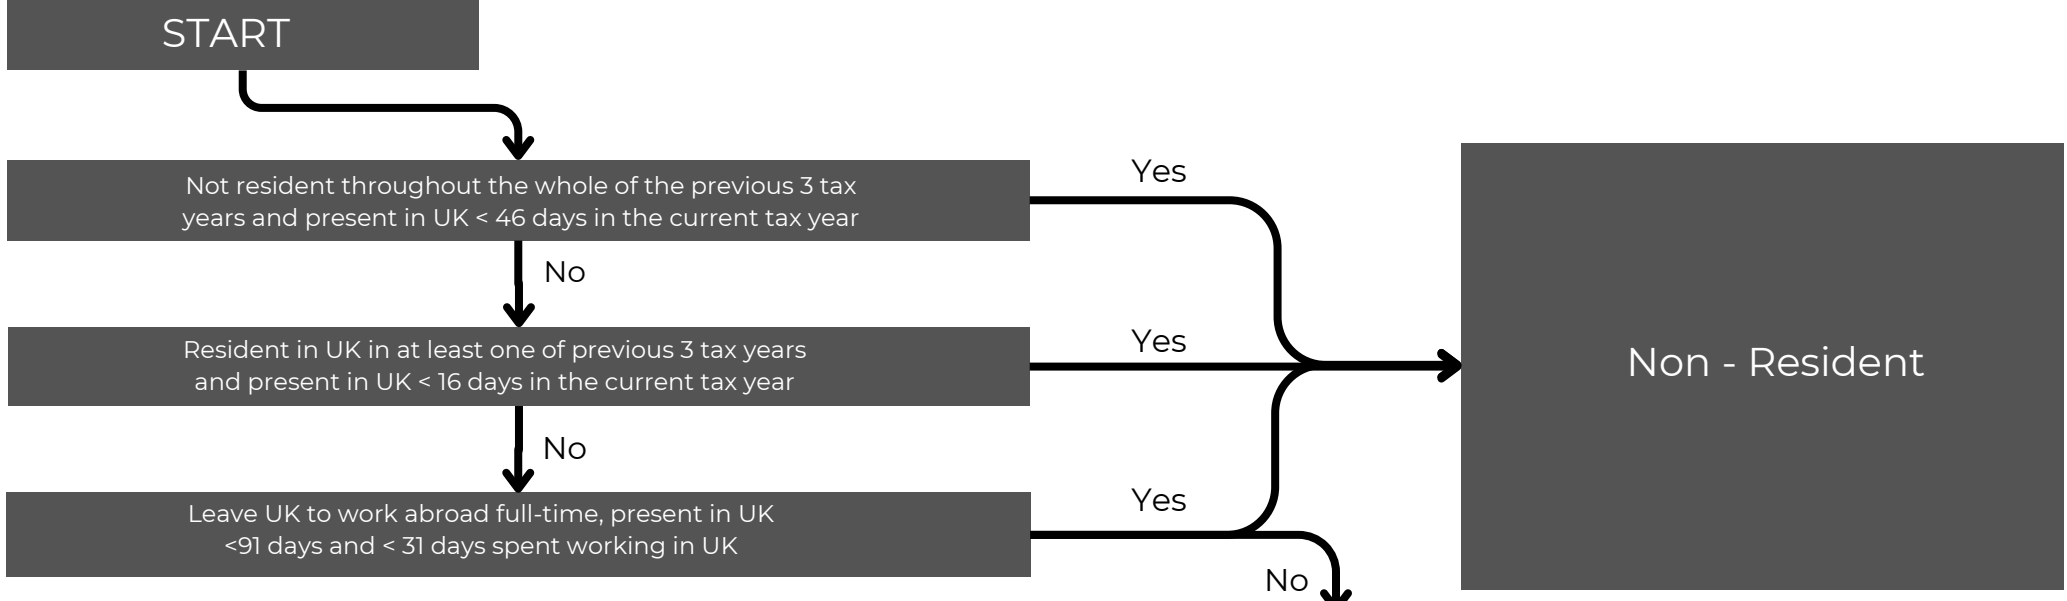 START
Not resident throughout the whole of the previous 3 tax
years and present in UK < 46 days in the current tax year
Yes
No
Resident in UK in at least one of previous 3 tax years
and present in UK < 16 days in the current tax year
Yes
Non - Resident
No
Leave UK to work abroad full-time, present in UK
<91 days and < 31 days spent working in UK
Yes
No